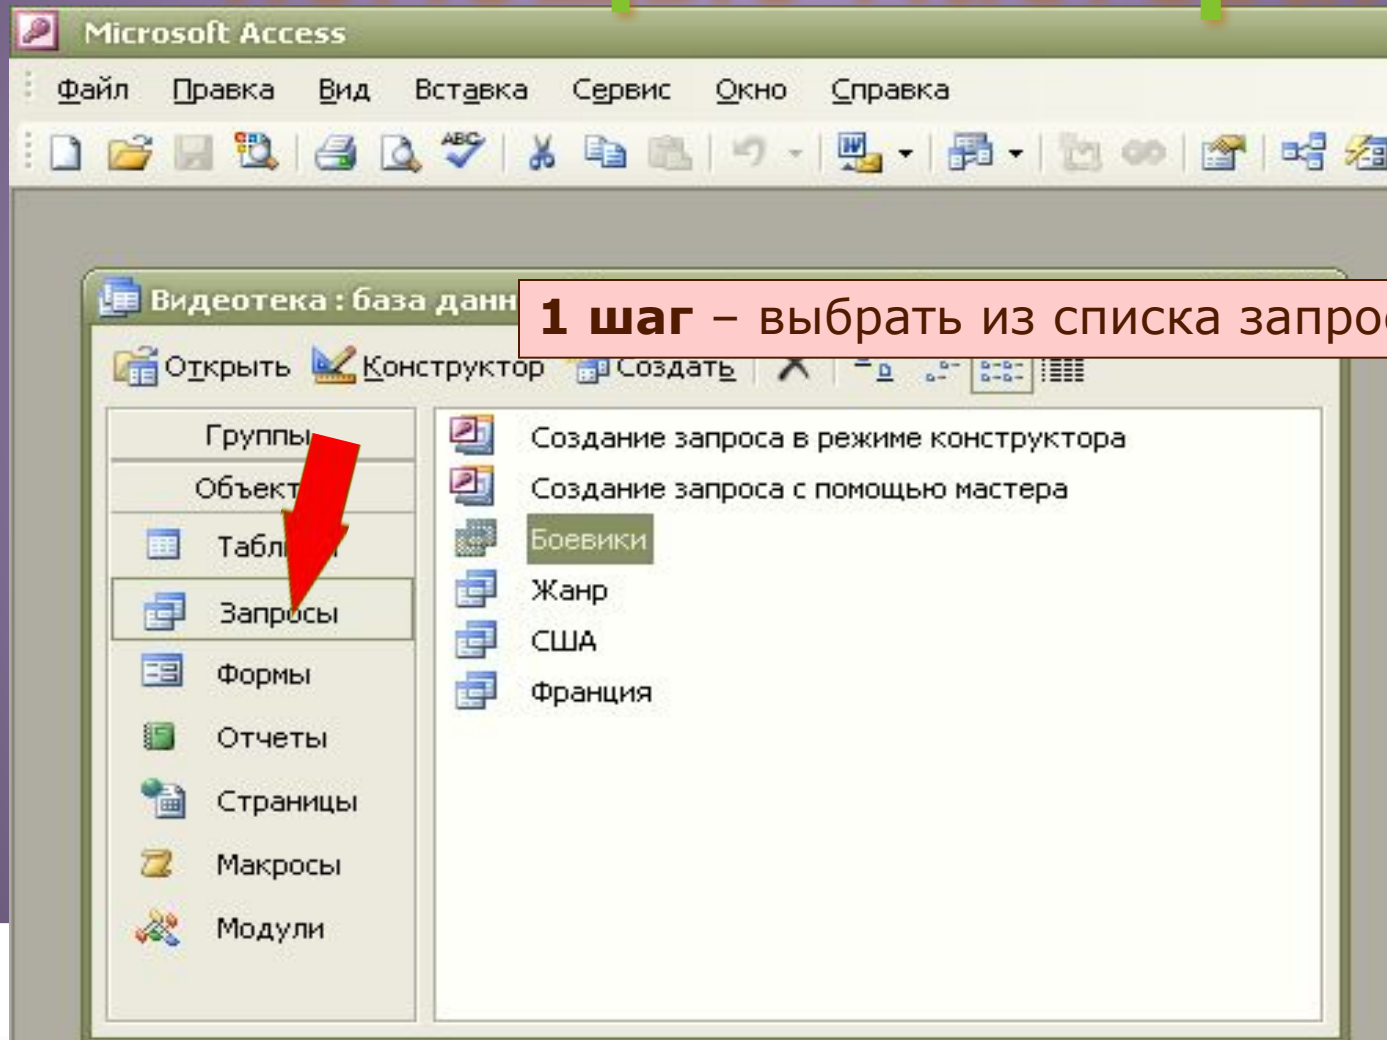 Microsoft Access
Файл Правка Вид Вставка Сервис Окно Справка
Видеотека : база данн
1 шаг – выбрать из списка запро
Открыть Конструктор Создать
Группы
Объект
Запросы
Формы
Отчеты
Страницы
Макросы
Модули
Создание запроса в режиме конструктора
Создание запроса с помощью мастера
Боевики
Жанр
США
Франция